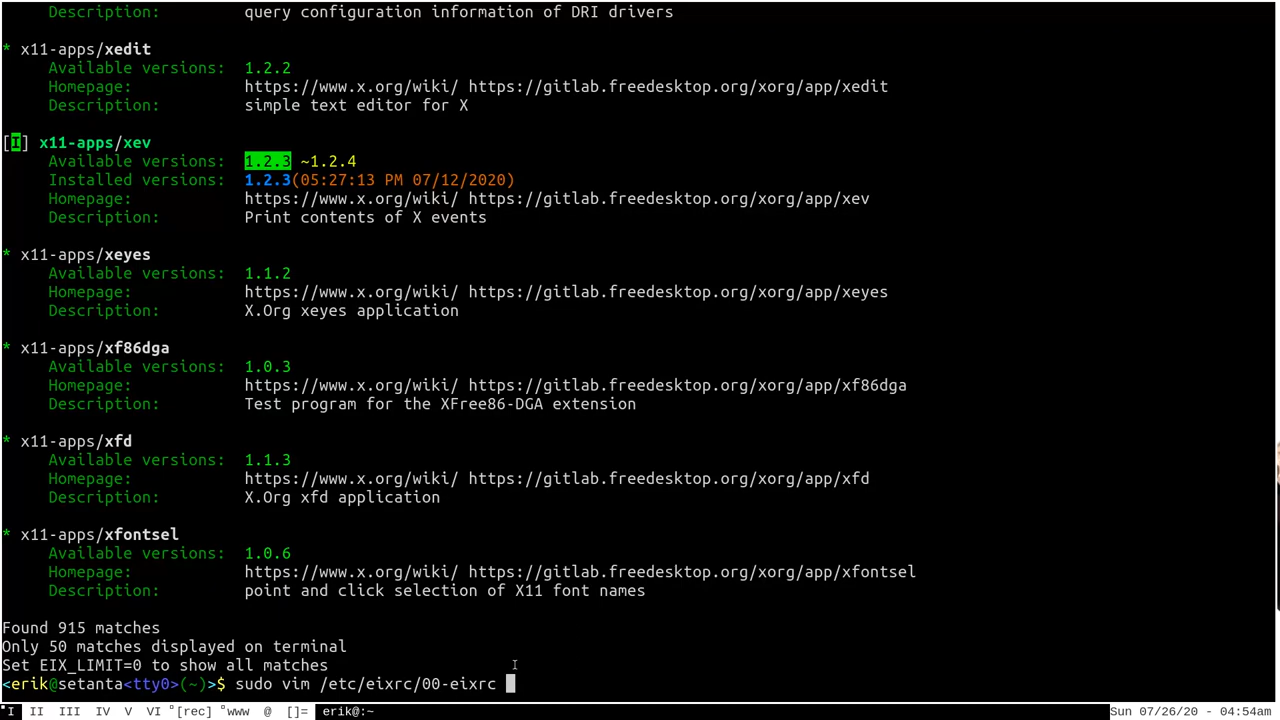 Description: query configuration information of DRI drivers
* x11-apps/xedit
Available versions: 1.2.2
Homepage: https://www.x.org/wiki/ https://gitlab.freedesktop.org/xorg/app/xedit
Description: simple text editor for X
[I] x11-apps/xev
Available versions: 1.2.3 ~1.2.4
Installed versions: 1.2.3(05:27:13 PM 07/12/2020)
Homepage: https://www.x.org/wiki/ https://gitlab.freedesktop.org/xorg/app/xev
Description: Print contents of X events
* x11-apps/xeyes
Available versions: 1.1.2
Homepage: https://www.x.org/wiki/ https://gitlab.freedesktop.org/xorg/app/xeyes
Description: X.Org xeyes application
* x11-apps/xf86dga
Available versions: 1.0.3
Homepage: https://www.x.org/wiki/ https://gitlab.freedesktop.org/xorg/app/xf86dga
Description: Test program for the XFree86-DGA extension
* x11-apps/xfd
Available versions: 1.1.3
Homepage: https://www.x.org/wiki/ https://gitlab.freedesktop.org/xorg/app/xfd
Description: X.Org xfd application
* x11-apps/xfontsel
Available versions: 1.0.6
Homepage: https://www.x.org/wiki/ https://gitlab.freedesktop.org/xorg/app/xfontsel
Description: point and click selection of X11 font names
Found 915 matches
Only 50 matches displayed on terminal
Set EIX_LIMIT=0 to show all matches
<erik@setanta<tty0>(~)>$ sudo vim /etc/eixrc/00-eixrc
I II III IV V VI [rec] www @ []= erik@:~ Sun 07/26/20 - 04:54am